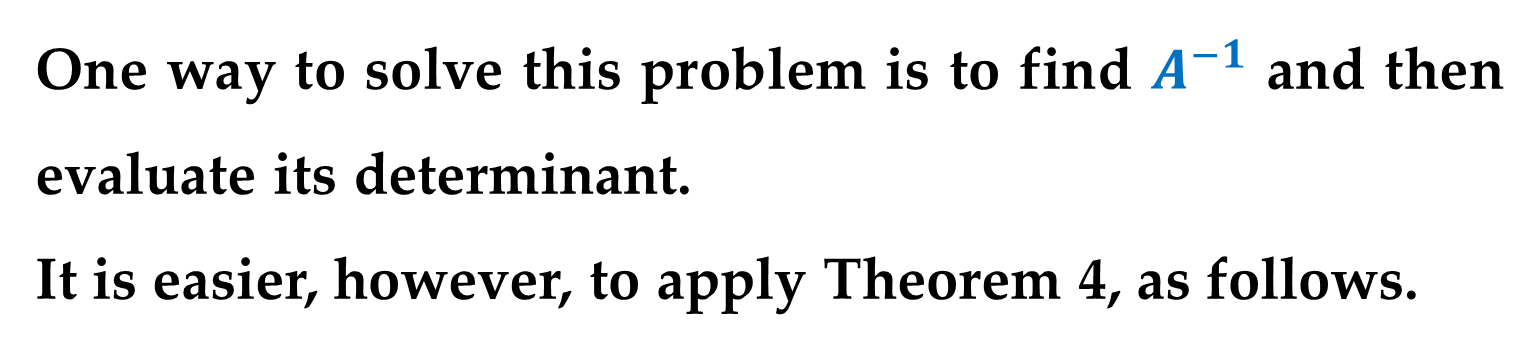 One way to solve this problem is to find A⁻¹ and then
evaluate its determinant.
It is easier, however, to apply Theorem 4, as follows.